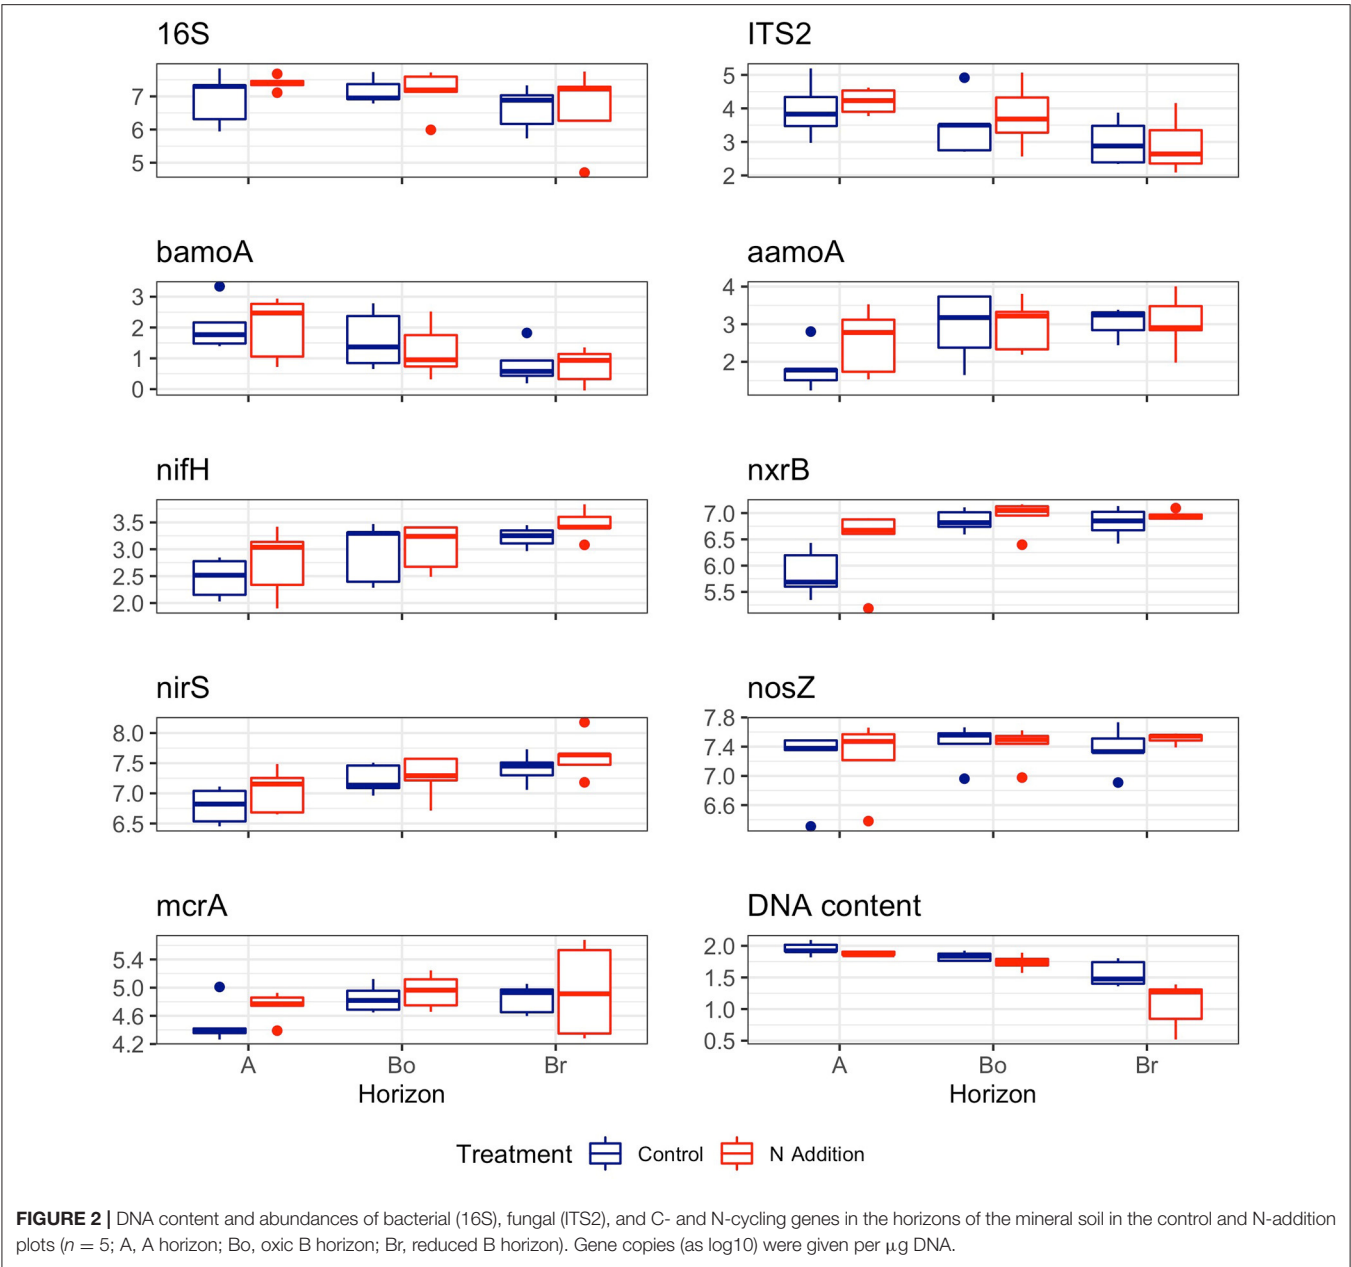 16S
7
6
5
ITS2
5
4
3
2
bamoA
3
2
1
0
aamoA
4
3
2
nifH
3.5
3.0
2.5
2.0
nxrB
7.0
6.5
6.0
5.5
nirS
8.0
7.5
7.0
6.5
nosZ
7.8
7.4
7.0
6.6
mcrA
5.4
5.0
4.6
4.2
A Bo Br
Horizon
DNA content
2.0
1.5
1.0
0.5
A Bo Br
Horizon
Treatment Control N Addition
FIGURE 2 | DNA content and abundances of bacterial (16S), fungal (ITS2), and C- and N-cycling genes in the horizons of the mineral soil in the control and N-addition
plots (n = 5; A, A horizon; Bo, oxic B horizon; Br, reduced B horizon). Gene copies (as log10) were given per μg DNA.